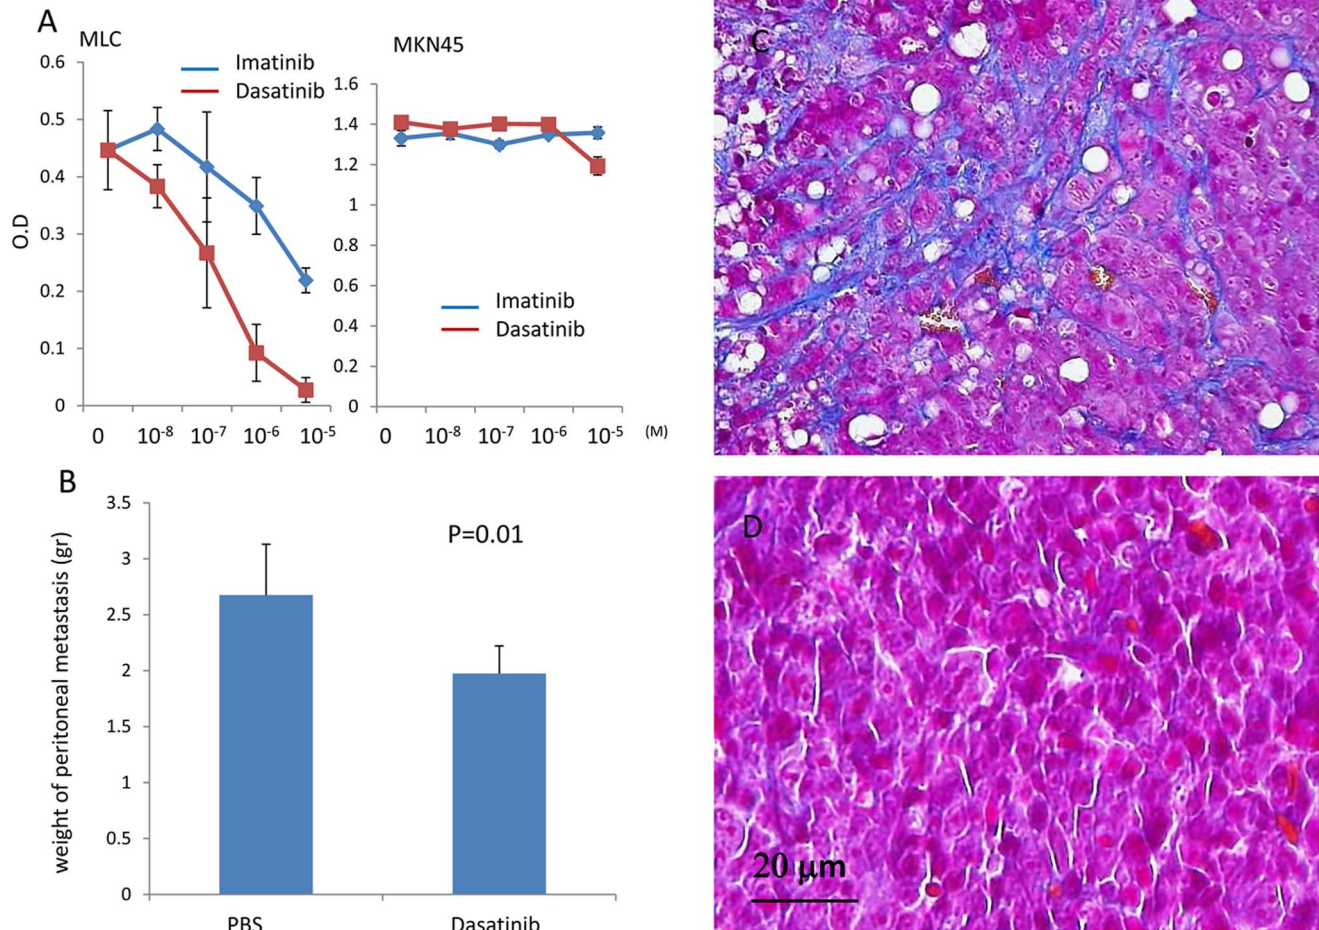 A
MLC
Imatinib
Dasatinib
0.6
0.5
0.4
0.3
0.2
0.1
0
O.D
0 10⁻⁸ 10⁻⁷ 10⁻⁶ 10⁻⁵
MKN45
1.6
1.4
1.2
1
0.8
0.6
0.4
0.2
0
Imatinib
Dasatinib
0 10⁻⁸ 10⁻⁷ 10⁻⁶ 10⁻⁵ (M)
B
3.5
3
2.5
2
1.5
1
0.5
0
weight of peritoneal metastasis (gr)
P=0.01
PBS Dasatinib
C
D
20 μm